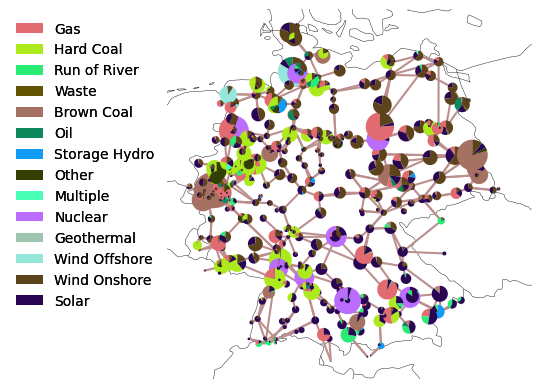 Gas
Hard Coal
Run of River
Waste
Brown Coal
Oil
Storage Hydro
Other
Multiple
Nuclear
Geothermal
Wind Offshore
Wind Onshore
Solar